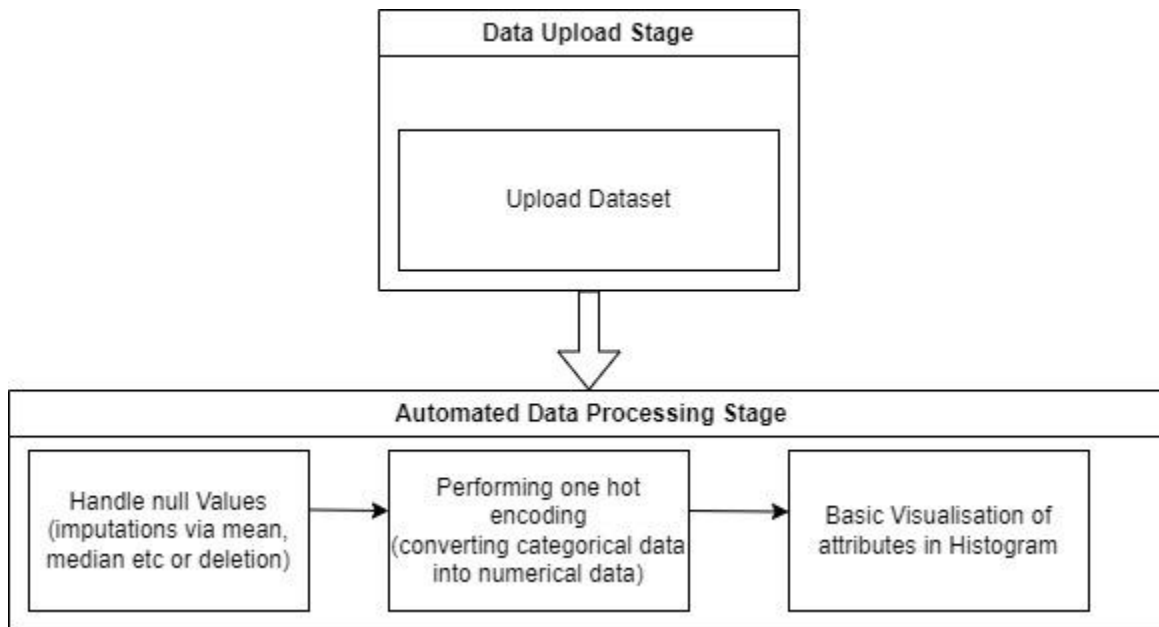 Data Upload Stage
Upload Dataset
Automated Data Processing Stage
Handle null Values
(imputations via mean,
median etc or deletion)
Performing one hot
encoding
(converting categorical data
into numerical data)
Basic Visualisation of
attributes in Histogram